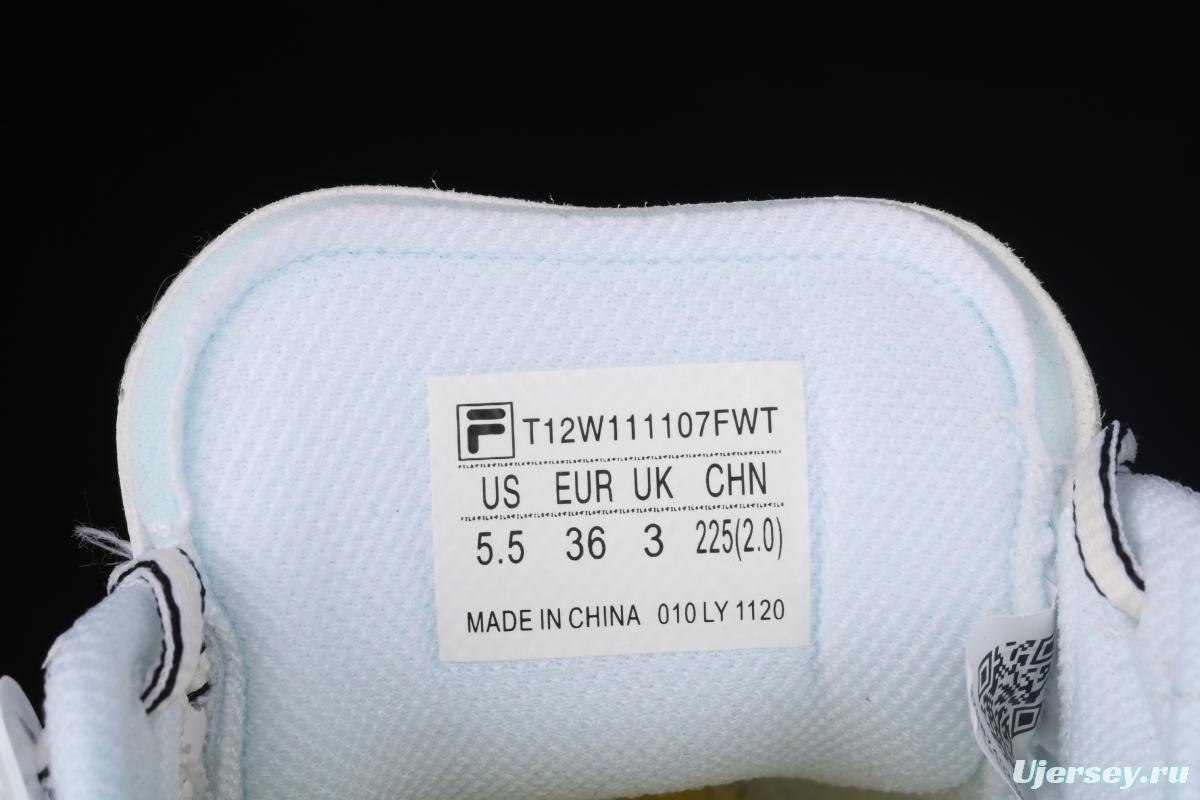 F T12W111107FWT
US EUR UK CHN
5.5 36 3 225(2.0)
MADE IN CHINA 010 LY 1120
Ujersey.ru